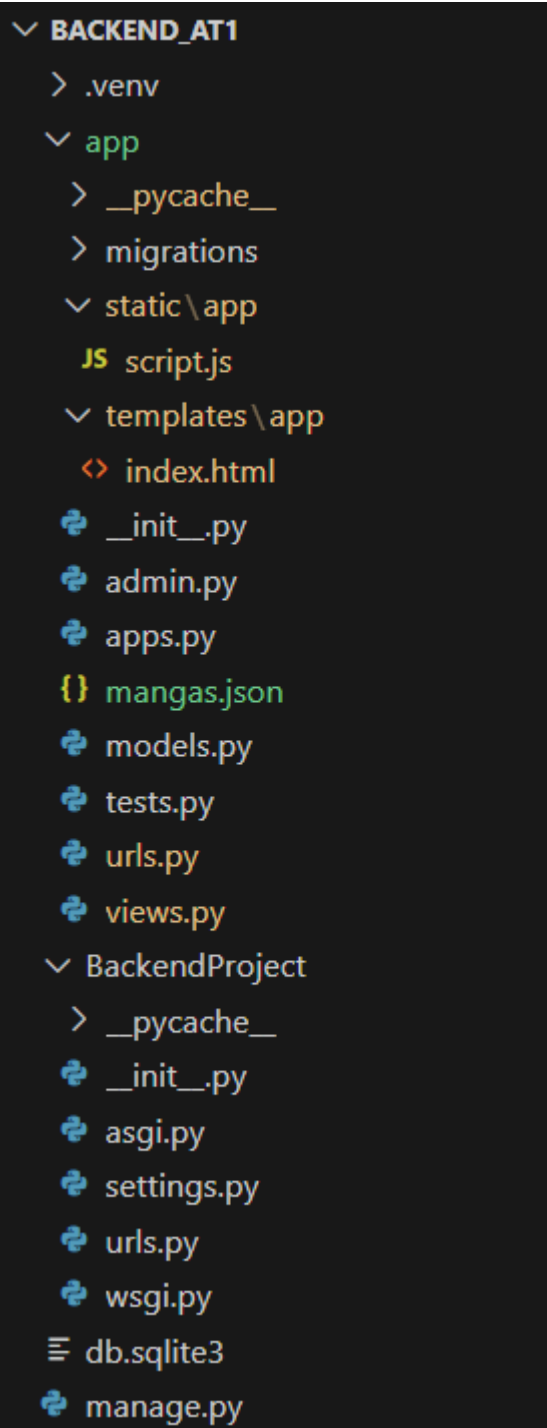 BACKEND_AT1
.venv
app
__pycache__
migrations
static\app
JS script.js
templates\app
<> index.html
__init__.py
admin.py
apps.py
{} mangas.json
models.py
tests.py
urls.py
views.py
BackendProject
__pycache__
__init__.py
asgi.py
settings.py
urls.py
wsgi.py
db.sqlite3
manage.py